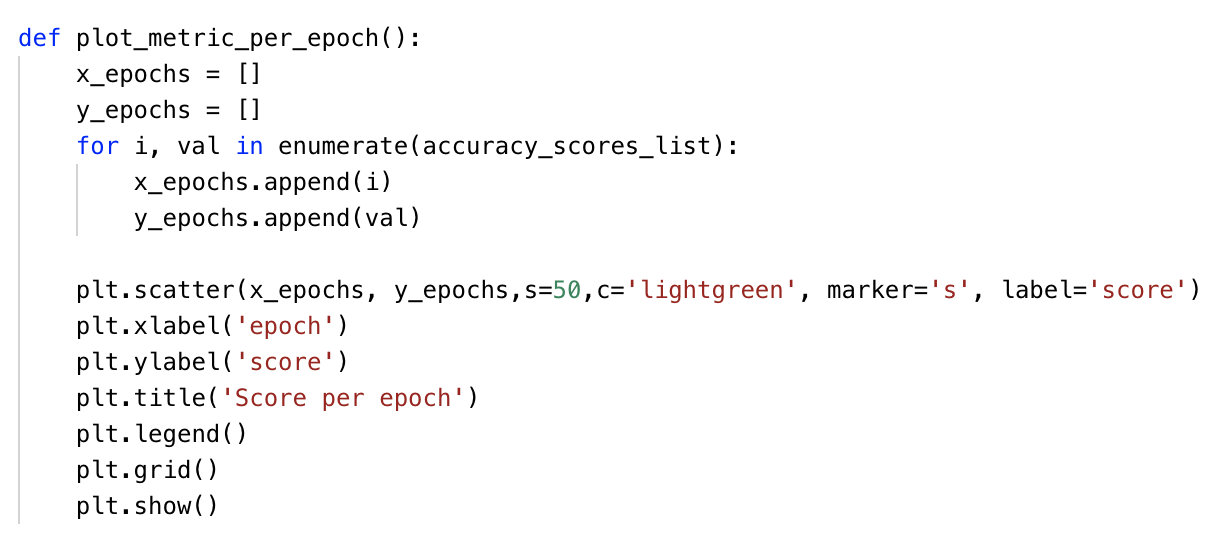 def plot_metric_per_epoch():
    x_epochs = []
    y_epochs = []
    for i, val in enumerate(accuracy_scores_list):
        x_epochs.append(i)
        y_epochs.append(val)

    plt.scatter(x_epochs, y_epochs,s=50,c='lightgreen', marker='s', label='score')
    plt.xlabel('epoch')
    plt.ylabel('score')
    plt.title('Score per epoch')
    plt.legend()
    plt.grid()
    plt.show()